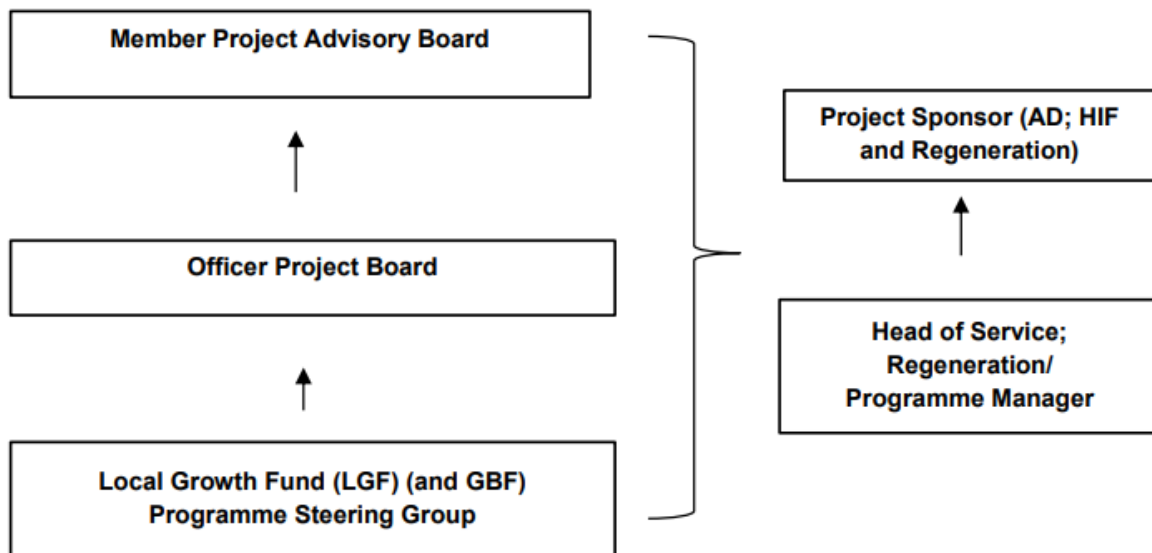 Member Project Advisory Board
Officer Project Board
Local Growth Fund (LGF) (and GBF)
Programme Steering Group
Project Sponsor (AD; HIF
and Regeneration)
Head of Service;
Regeneration/
Programme Manager